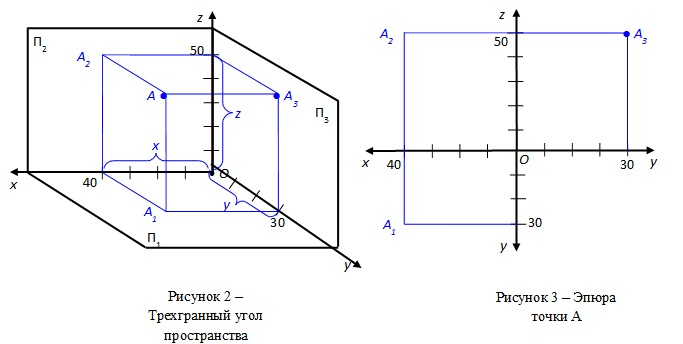 z
П2
50
A2
A
A3
z
П3
x
x
O
40
y
A1
30
П1
y
Рисунок 2 –
Трехгранный угол
пространства
z
A2
A3
50
x
40
O
30
y
A1
30
y
Рисунок 3 – Эпюра
точки А